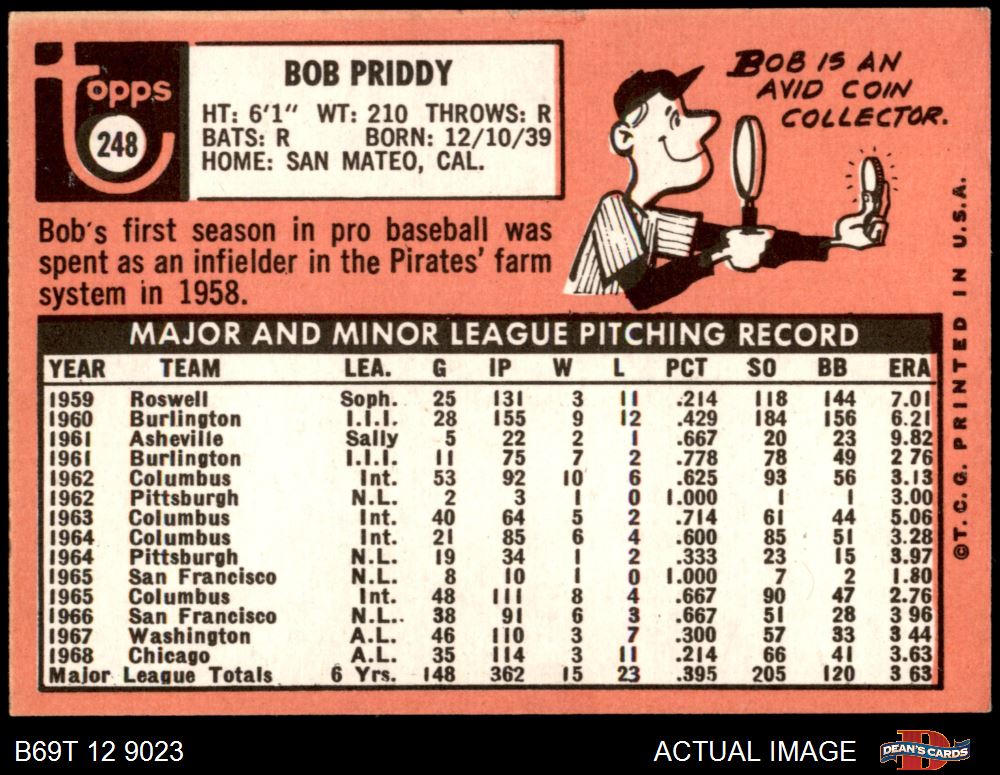 Topps
248
BOB PRIDDY
HT: 6'1" WT: 210 THROWS: R
BATS: R BORN: 12/10/39
HOME: SAN MATEO, CAL.
BOB IS AN
AVID COIN
COLLECTOR.
Bob's first season in pro baseball was
spent as an infielder in the Pirates' farm
system in 1958.
MAJOR AND MINOR LEAGUE PITCHING RECORD
YEAR TEAM LEA. G IP W L PCT SO BB ERA
1959 Roswell Soph. 25 131 3 11 .214 118 144 7.01
1960 Burlington I.I.I. 28 155 9 12 .429 184 156 6.21
1961 Asheville Sally 5 22 2 1 .667 20 23 9.82
1961 Burlington I.I.I. 11 75 7 2 .778 78 49 2 76
1962 Columbus Int. 53 92 10 6 .625 93 56 3.13
1962 Pittsburgh N.L. 2 3 1 0 1.000 1 1 3.00
1963 Columbus Int. 40 64 5 2 .714 61 44 5.06
1964 Columbus Int. 21 85 6 4 .600 85 51 3.28
1964 Pittsburgh N.L. 19 34 1 2 .333 23 15 3.97
1965 San Francisco N.L. 8 10 1 0 1.000 7 2 1.80
1965 Columbus Int. 48 111 8 4 .667 90 47 2.76
1966 San Francisco N.L. 38 91 6 3 .667 51 28 3 96
1967 Washington A.L. 46 110 3 7 .300 57 33 3 44
1968 Chicago A.L. 35 114 3 11 .214 66 41 3.63
Major League Totals 6 Yrs. 148 362 15 23 .395 205 120 3 63
©T.C.G. PRINTED IN U.S.A.
B69T 12 9023
ACTUAL IMAGE
DEAN'S CARDS